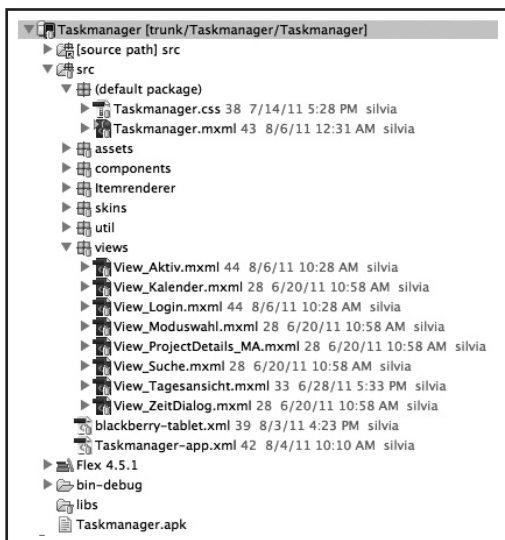 Taskmanager [trunk/Taskmanager/Taskmanager]
[source path] src
src
(default package)
Taskmanager.css 38 7/14/11 5:28 PM silvia
Taskmanager.mxml 43 8/6/11 12:31 AM silvia
assets
components
Itemrenderer
skins
util
views
View_Aktiv.mxml 44 8/6/11 10:28 AM silvia
View_Kalender.mxml 28 6/20/11 10:58 AM silvia
View_Login.mxml 44 8/6/11 10:28 AM silvia
View_Moduswahl.mxml 28 6/20/11 10:58 AM silvia
View_ProjectDetails_MA.mxml 28 6/20/11 10:58 AM silvia
View_Suche.mxml 28 6/20/11 10:58 AM silvia
View_Tagesansicht.mxml 33 6/28/11 5:33 PM silvia
View_ZeitDialog.mxml 28 6/20/11 10:58 AM silvia
blackberry-tablet.xml 39 8/3/11 4:23 PM silvia
Taskmanager-app.xml 42 8/4/11 10:10 AM silvia
Flex 4.5.1
bin-debug
libs
Taskmanager.apk